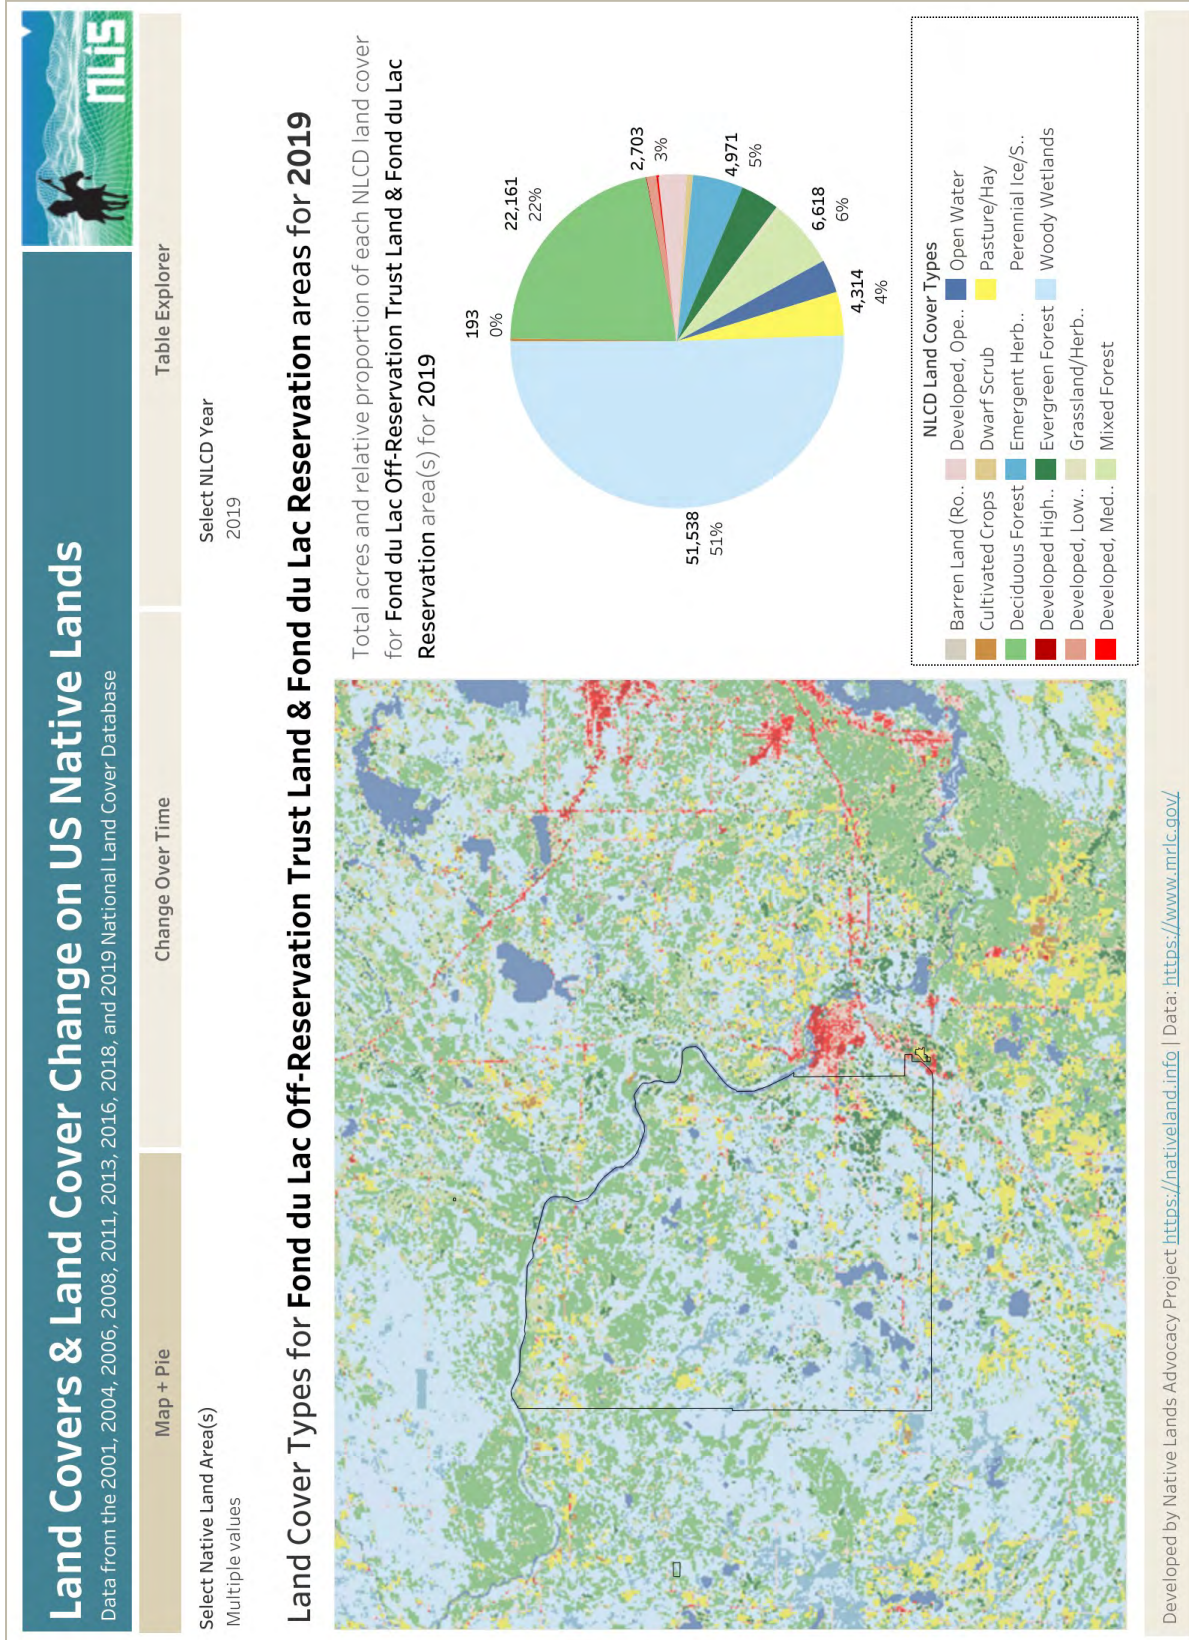 Land Covers & Land Cover Change on US Native Lands
Data from the 2001, 2004, 2006, 2008, 2011, 2013, 2016, 2018, and 2019 National Land Cover Database
nLis
Map + Pie
Change Over Time
Table Explorer
Select Native Land Area(s)
Multiple values
Select NLCD Year
2019
Land Cover Types for Fond du Lac Off-Reservation Trust Land & Fond du Lac Reservation areas for 2019
Total acres and relative proportion of each NLCD land cover
for Fond du Lac Off-Reservation Trust Land & Fond du Lac
Reservation area(s) for 2019
193
0%
22,161
22%
2,703
3%
4,971
5%
6,618
6%
4,314
4%
51,538
51%
NLCD Land Cover Types
Barren Land (Ro..
Cultivated Crops
Deciduous Forest
Developed High..
Developed, Low..
Developed, Med..
Developed, Ope..
Dwarf Scrub
Emergent Herb..
Evergreen Forest
Grassland/Herb..
Mixed Forest
Open Water
Pasture/Hay
Perennial Ice/S..
Woody Wetlands
Developed by Native Lands Advocacy Project https://nativeland.info | Data: https://www.mrlc.gov/